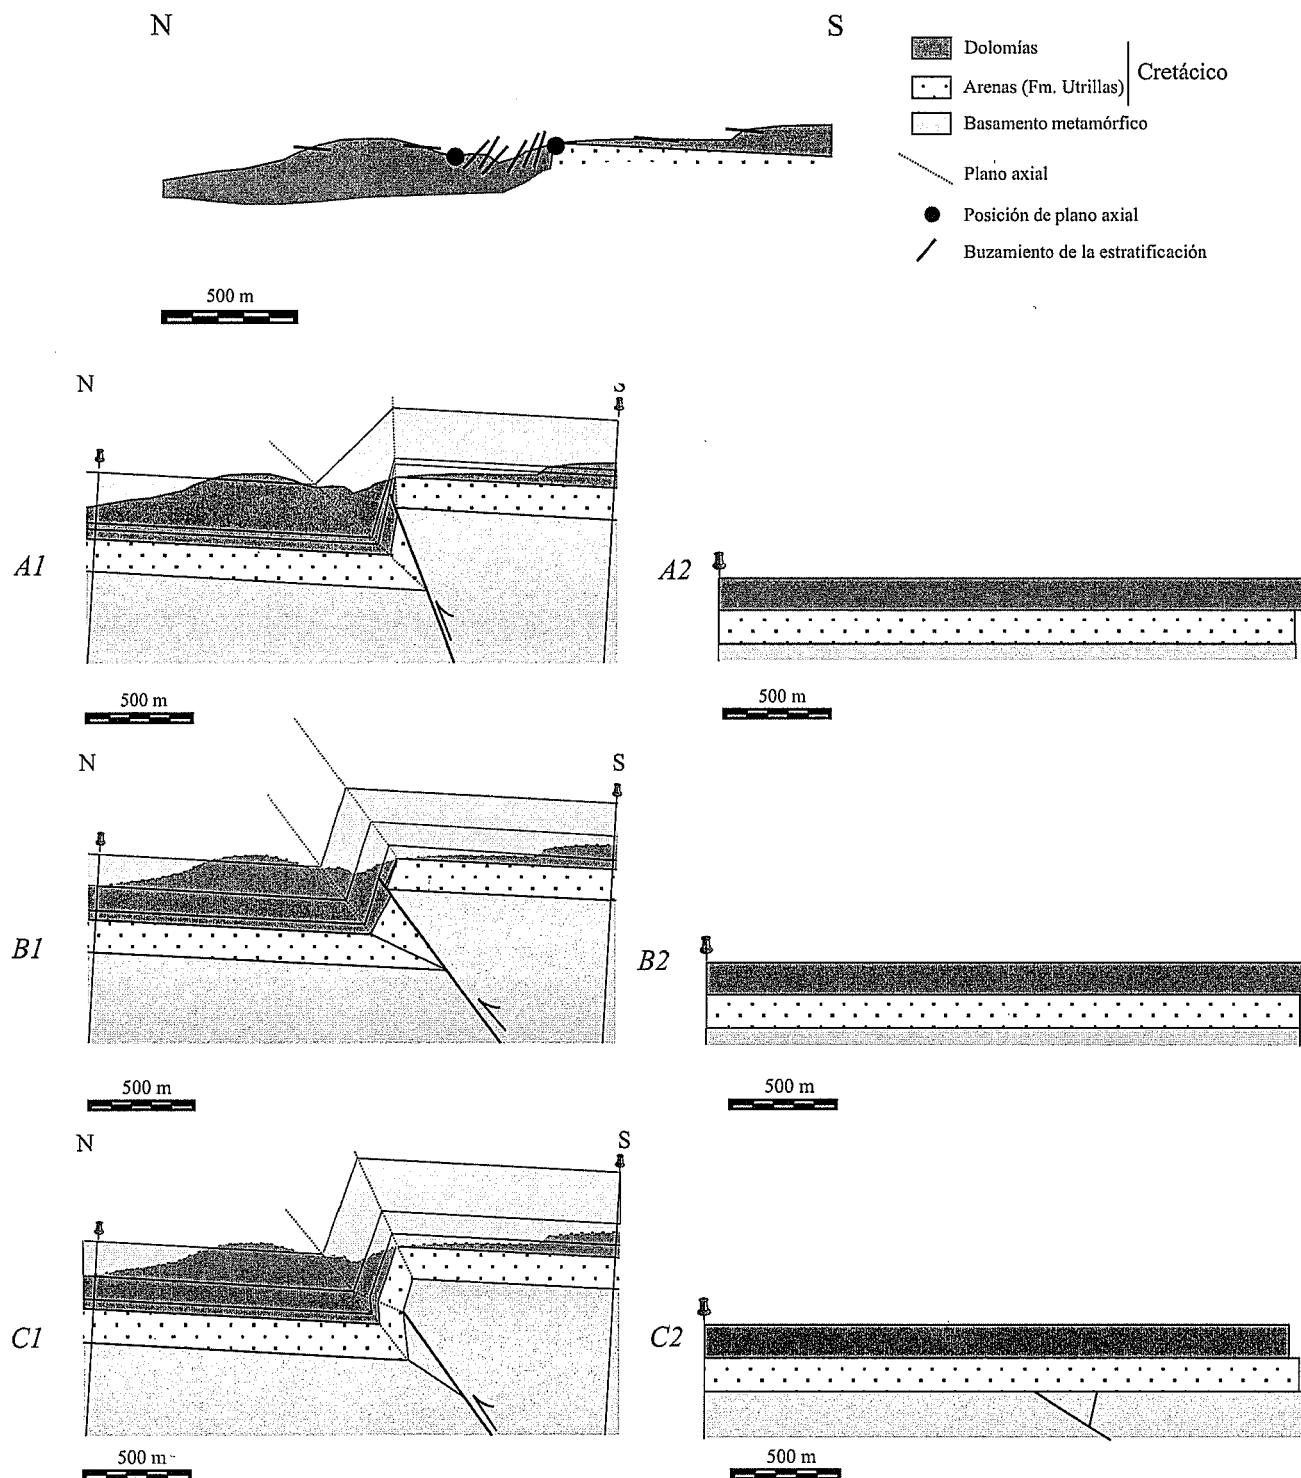 N
S
Dolomías
Arenas (Fm. Utrillas)
Cretácico
Basamento metamórfico
Plano axial
Posición de plano axial
Buzamiento de la estratificación
500 m
N
S
A1
A2
500 m
500 m
N
S
B1
B2
500 m
500 m
N
S
C1
C2
500 m
500 m